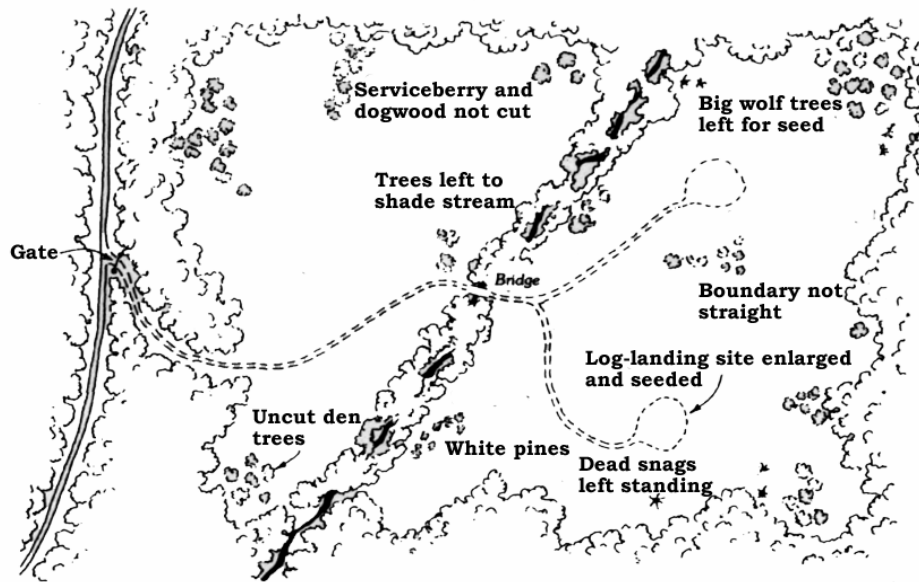 Serviceberry and
dogwood not cut
Big wolf trees
left for seed
Trees left to
shade stream
Gate
Bridge
Boundary not
straight
Log-landing site enlarged
and seeded
Uncut den
trees
White pines
Dead snags
left standing